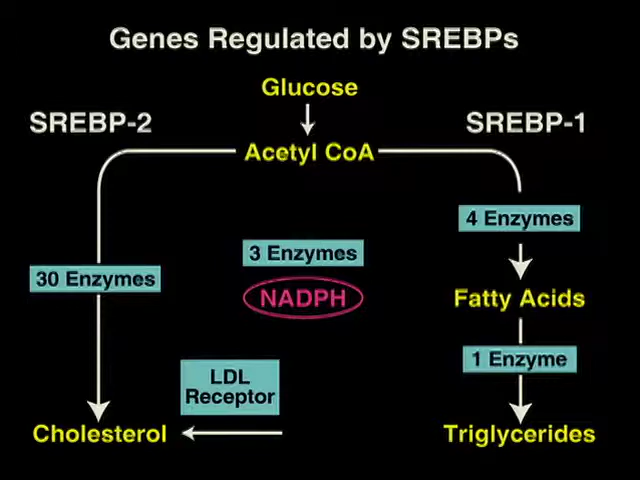 Genes Regulated by SREBPs
Glucose
SREBP-2
SREBP-1
Acetyl CoA
4 Enzymes
3 Enzymes
30 Enzymes
NADPH
Fatty Acids
1 Enzyme
LDL
Receptor
Cholesterol
Triglycerides